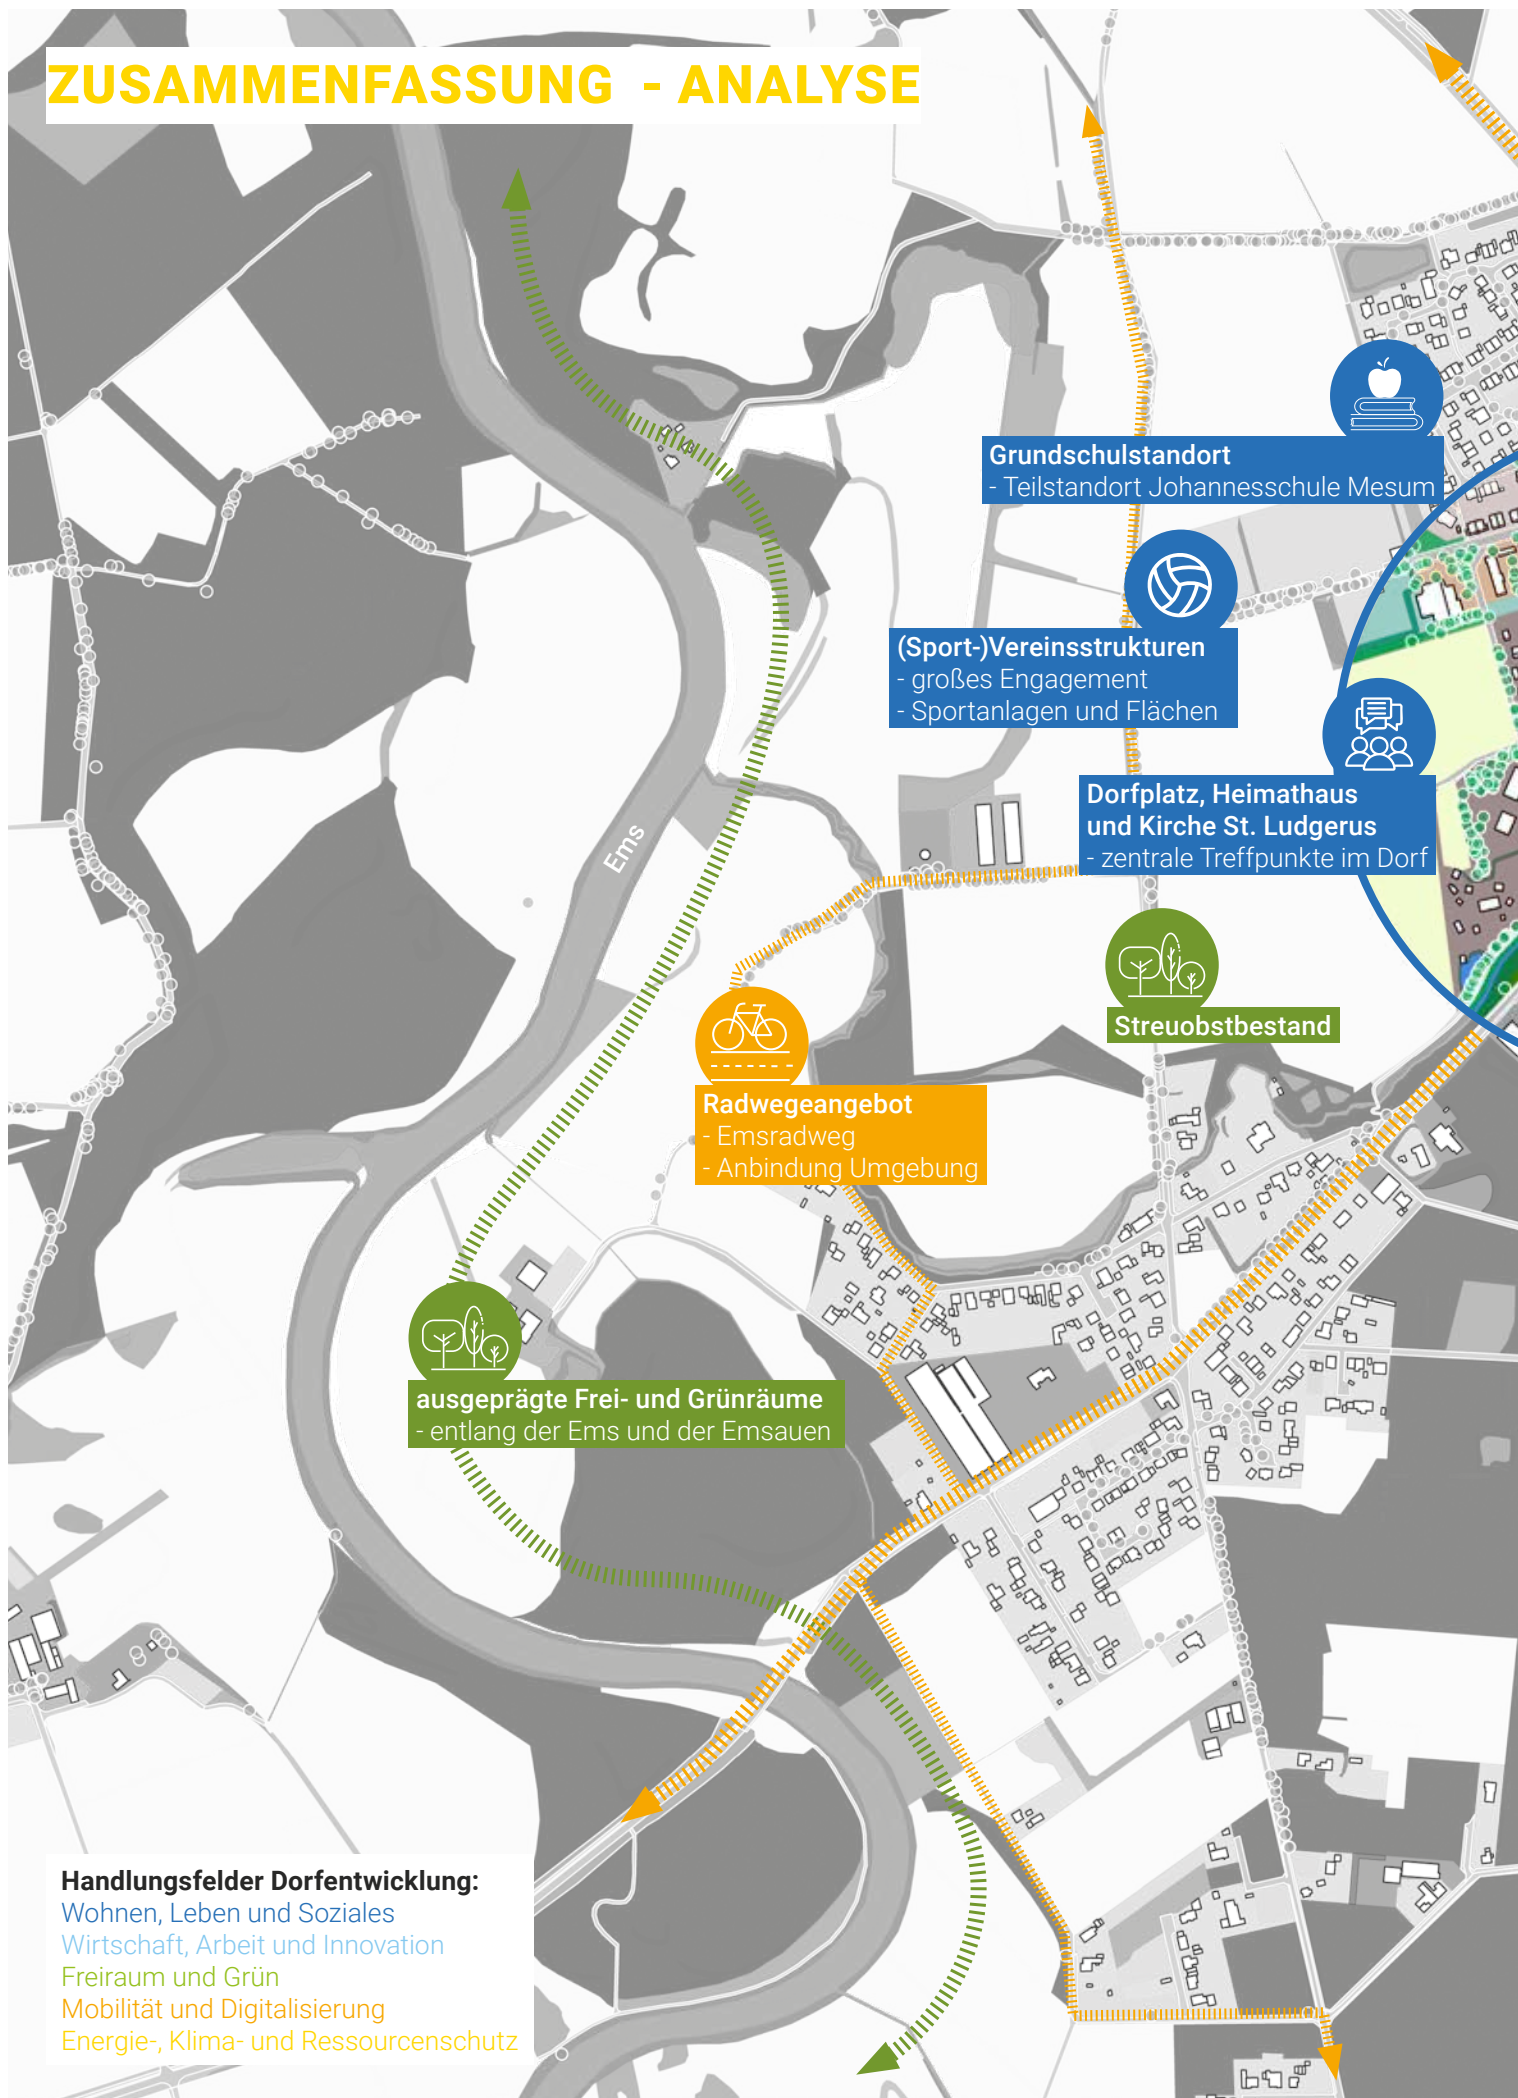 ZUSAMMENFASSUNG - ANALYSE
Grundschulstandort
- Teilstandort Johannesschule Mesum
(Sport-)Vereinsstrukturen
- großes Engagement
- Sportanlagen und Flächen
Dorfplatz, Heimathaus
und Kirche St. Ludgerus
- zentrale Treffpunkte im Dorf
Ems
Streuobstbestand
Radwegeangebot
- Emsradweg
- Anbindung Umgebung
ausgeprägte Frei- und Grünräume
- entlang der Ems und der Emsauen
Handlungsfelder Dorfentwicklung:
Wohnen, Leben und Soziales
Wirtschaft, Arbeit und Innovation
Freiraum und Grün
Mobilität und Digitalisierung
Energie-, Klima- und Ressourcenschutz